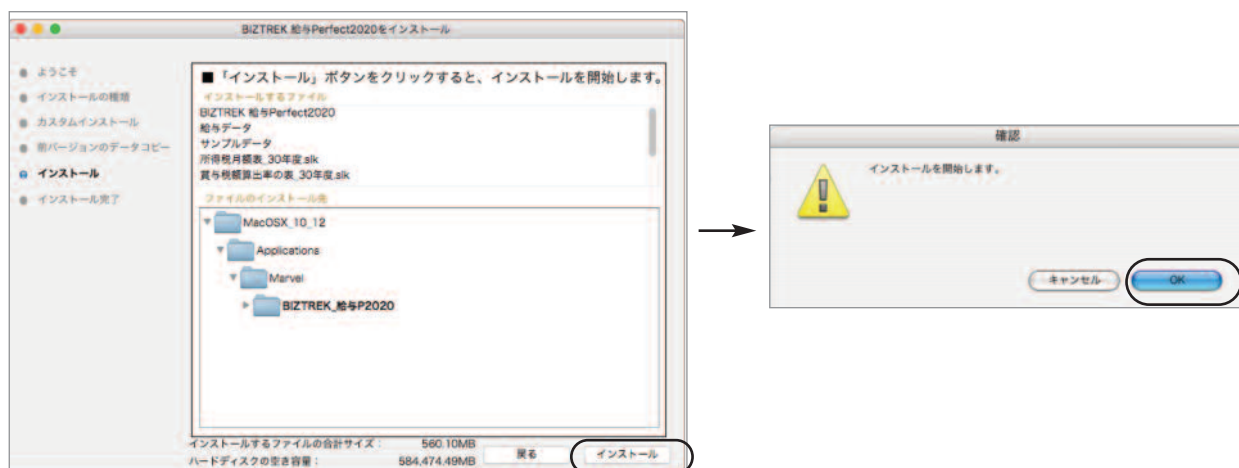 BIZTREK 給与Perfect2020をインストール
ようこそ
インストールの種類
カスタムインストール
前バージョンのデータコピー
インストール
インストール完了
■「インストール」ボタンをクリックすると、インストールを開始します。
インストールするファイル
BIZTREK 給与Perfect2020
給与データ
サンプルデータ
所得税月額表_30年度.slk
賞与税額算出率の表_30年度.slk
ファイルのインストール先
MacOSX_10_12
Applications
Marvel
BIZTREK_給与P2020
インストールするファイルの合計サイズ： 560.10MB
ハードディスクの空き容量： 584,474.49MB
戻る
インストール
確認
インストールを開始します。
キャンセル
OK